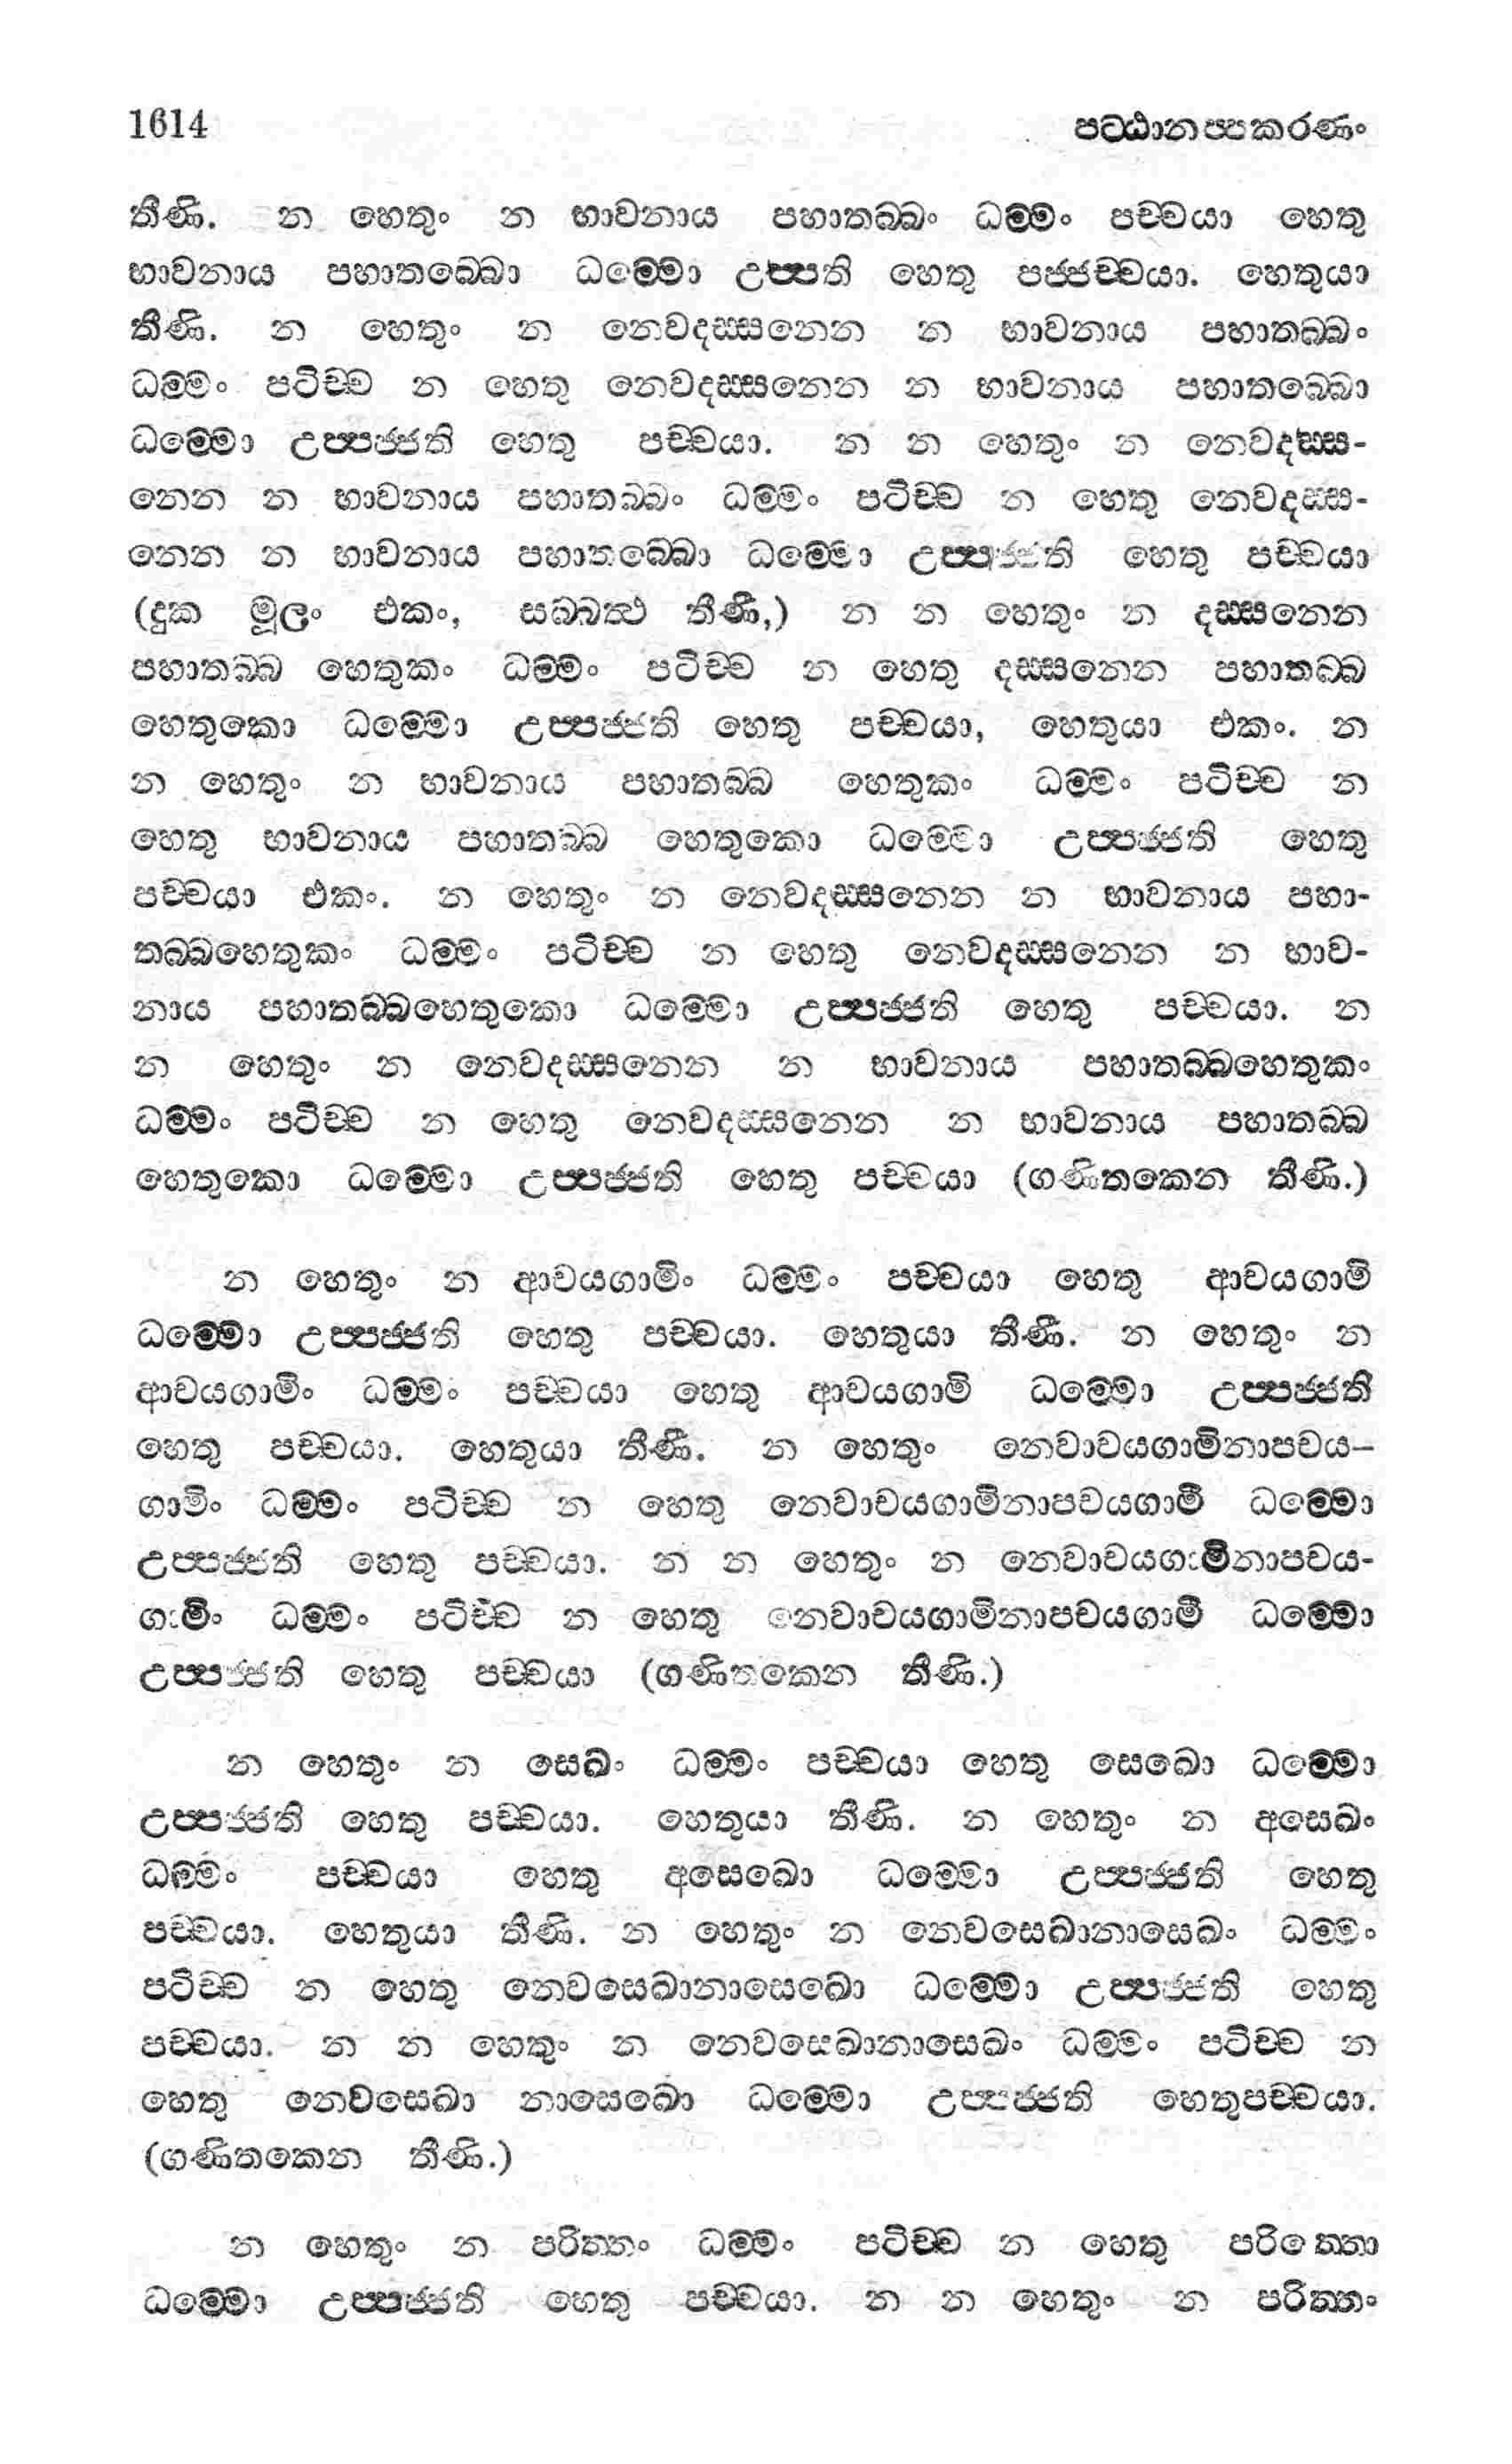 1614 පට්ඨානප්පකරණං
තීණි. න හෙතුං න භාවනාය පහාතබ්බං ධම්මං පච්චයා හෙතු
භාවනාය පහාතබ්බො ධම්මො උප්පති හෙතු පජ්ජච්චයා. හෙතුයා
තීණි. න හෙතුං න නෙවදස්සනෙන න භාවනාය පහාතබ්බං
ධම්මං පටිච්ච න හෙතු නෙවදස්සනෙන න භාවනාය පහාතබ්බො
ධම්මො උප්පජ්ජති හෙතු පච්චයා. න න හෙතුං න නෙවදස්ස-
නෙන න භාවනාය පහාතබ්බං ධම්මං පටිච්ච න හෙතු නෙවදස්ස-
නෙන න භාවනාය පහාතබ්බො ධම්මො උප්පජ්ජති හෙතු පච්චයා
(දුක මූලං එකං, සබ්බත්ථ තීණී,) න න හෙතුං න දස්සනෙන
පහාතබ්බ හෙතුකං ධම්මං පටිච්ච න හෙතු දස්සනෙන පහාතබ්බ
හෙතුකො ධම්මො උප්පජ්ජති හෙතු පච්චයා, හෙතුයා එකං. න
න හෙතුං න භාවනාය පහාතබ්බ හෙතුකං ධම්මං පටිච්ච න
හෙතු භාවනාය පහාතබ්බ හෙතුකො ධම්මො උප්පජ්ජති හෙතු
පච්චයා එකං. න හෙතුං න නෙවදස්සනෙන න භාවනාය පහා-
තබ්බහෙතුකං ධම්මං පටිච්ච න හෙතු නෙවදස්සනෙන න භාව-
නාය පහාතබ්බහෙතුකො ධම්මො උප්පජ්ජති හෙතු පච්චයා. න
න හෙතුං න නෙවදස්සනෙන න භාවනාය පහාතබ්බහෙතුකං
ධම්මං පටිච්ච න හෙතු නෙවදස්සනෙන න භාවනාය පහාතබ්බ
හෙතුකො ධම්මො උප්පජ්ජති හෙතු පච්චයා (ගණිතකෙන තීණි.)
න හෙතුං න ආචයගාමිං ධම්මං පච්චයා හෙතු ආචයගාමි
ධම්මො උප්පජ්ජති හෙතු පච්චයා. හෙතුයා තීණී. න හෙතුං න
ආචයගාමිං ධම්මං පච්චයා හෙතු ආචයගාමි ධම්මො උප්පජ්ජති
හෙතු පච්චයා. හෙතුයා තීණී. න හෙතුං නෙවාචයගාමිනාපචය–
ගාමිං ධම්මං පටිච්ච න හෙතු නෙවාචයගාමිනාපචයගාමී ධම්මො
උප්පජ්ජති හෙතු පච්චයා. න න හෙතුං න නෙවාචයගාමිනාපචය-
ගාමිං ධම්මං පටිච්ච න හෙතු නෙවාචයගාමිනාපචයගාමී ධම්මො
උප්පජ්ජති හෙතු පච්චයා (ගණිතකෙන තීණි.)
න හෙතුං න සෙඛං ධම්මං පච්චයා හෙතු සෙඛො ධම්මො
උප්පජ්ජති හෙතු පච්චයා. හෙතුයා තීණි. න හෙතුං න අසෙඛං
ධම්මං පච්චයා හෙතු අසෙඛො ධම්මො උප්පජ්ජති හෙතු
පච්චයා. හෙතුයා තීණි. න හෙතුං න නෙවසෙඛානාසෙඛං ධම්මං
පටිච්ච න හෙතු නෙවසෙඛානාසෙඛො ධම්මො උප්පජ්ජති හෙතු
පච්චයා. න න හෙතුං න නෙවසෙඛානාසෙඛං ධම්මං පටිච්ච න
හෙතු නෙවසෙඛා නාසෙඛො ධම්මො උප්පජ්ජති හෙතුපච්චයා.
(ගණිතකෙන තීණි.)
න හෙතුං න පරිත්තං ධම්මං පටිච්ච න හෙතු පරිත්තො
ධම්මො උප්පජ්ජති හෙතු පච්චයා. න න හෙතුං න පරිත්තං